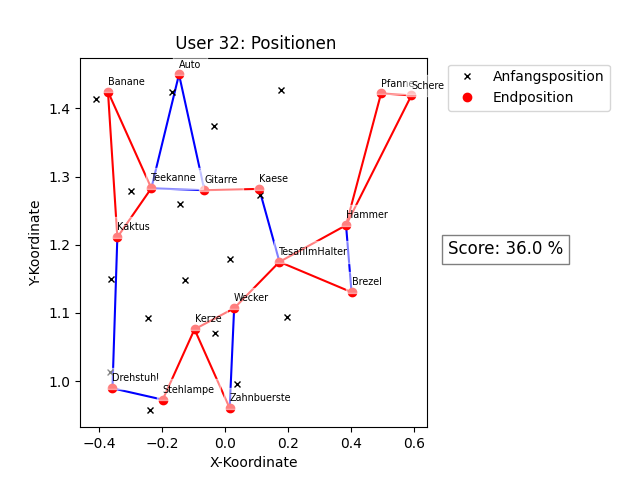 User 32: Positionen
Anfangsposition
Endposition
Score: 36.0 %
Auto
Banane
Pfanne
Schere
Teekanne
Gitarre
Kaese
Kaktus
Hammer
TesafilmHalter
Brezel
Wecker
Kerze
Drehstuhl
Stehlampe
Zahnbuerste
Y-Koordinate
1.4
1.3
1.2
1.1
1.0
−0.4
−0.2
0.0
0.2
0.4
0.6
X-Koordinate